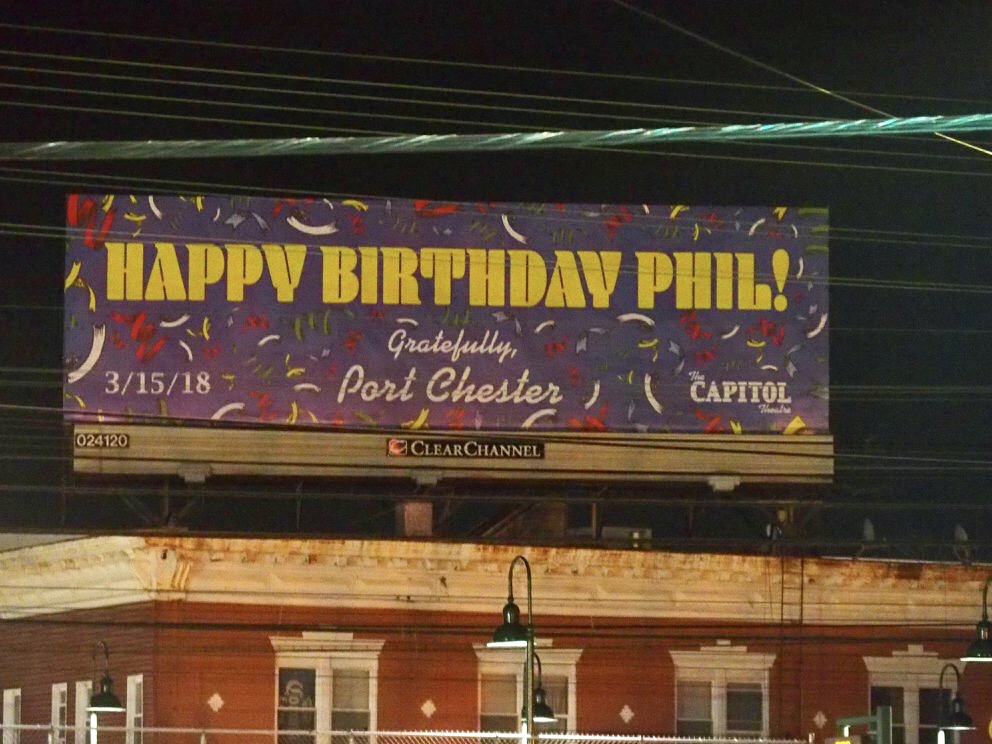 HAPPY BIRTHDAY PHIL!
Gratefully,
Port Chester
3/15/18
The
CAPITOL
Theatre
024120
CLEARCHANNEL